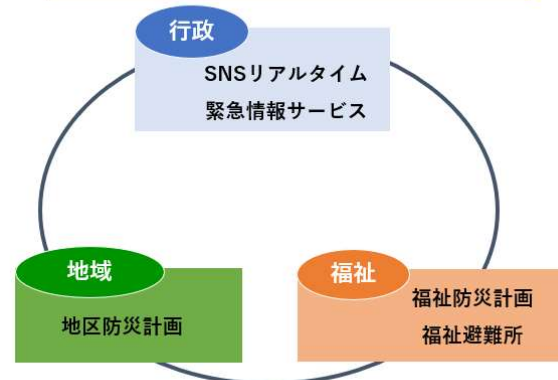 行政
SNSリアルタイム
緊急情報サービス
地域
地区防災計画
福祉
福祉防災計画
福祉避難所